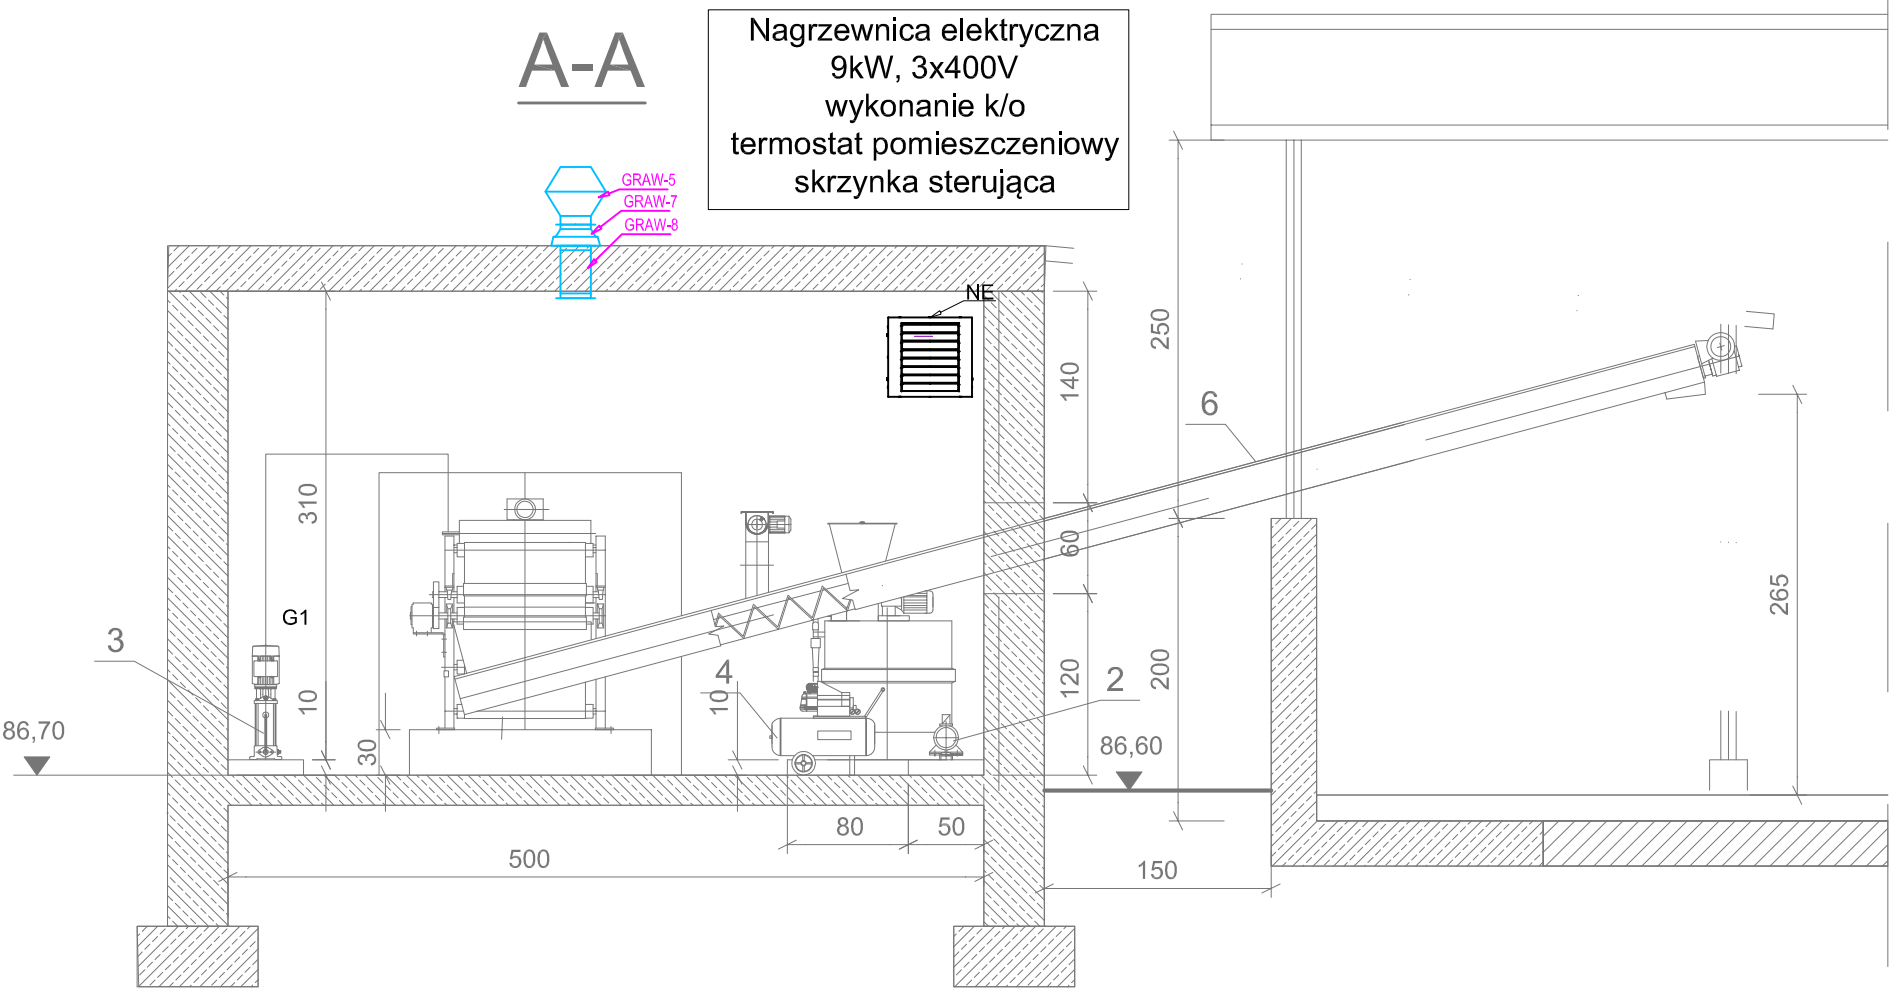 A-A
Nagrzewnica elektryczna
9kW, 3x400V
wykonanie k/o
termostat pomieszczeniowy
skrzynka sterująca
GRAW-5
GRAW-7
GRAW-8
NE
250
140
6
310
60
265
G1
3
4
2
120
200
10
10
30
86,70
86,60
80
50
500
150